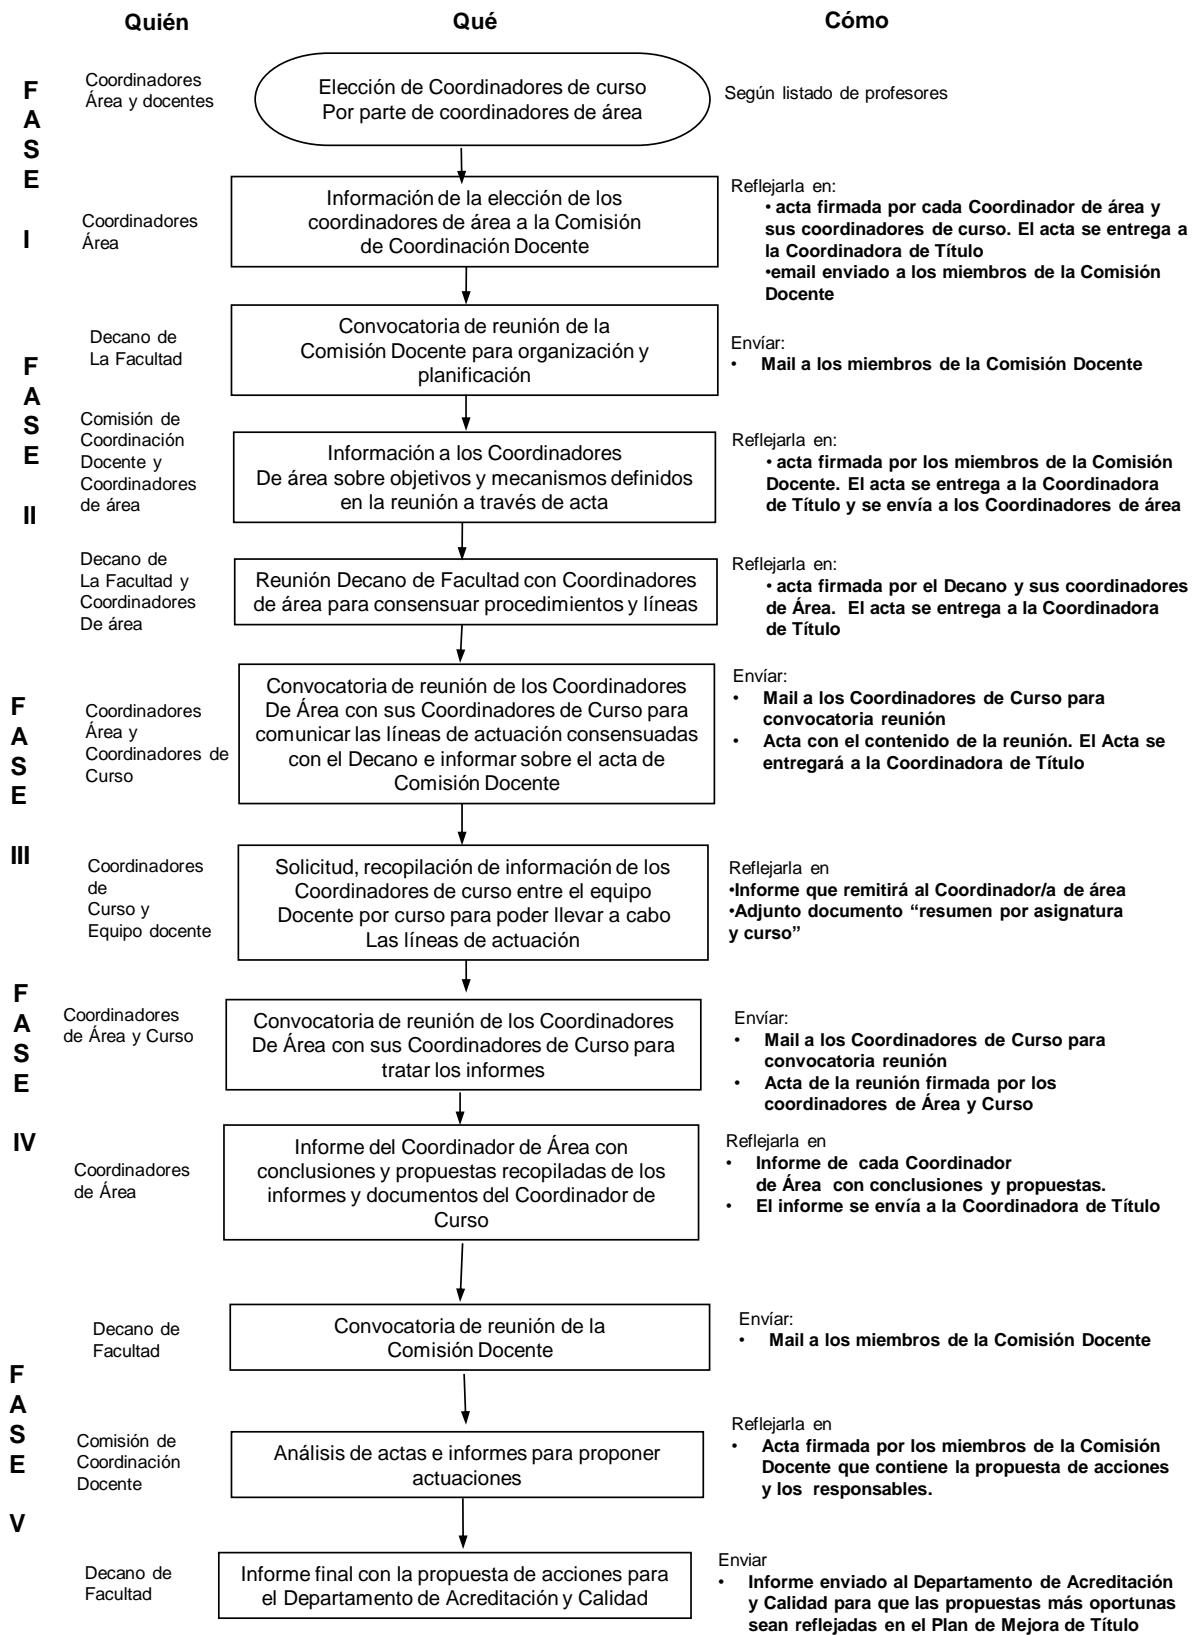 Quién
Qué
Cómo
F
A
S
E
I
Coordinadores
Área y docentes
Elección de Coordinadores de curso
Por parte de coordinadores de área
Según listado de profesores
Coordinadores
Área
Información de la elección de los
coordinadores de área a la Comisión
de Coordinación Docente
Reflejarla en:
• acta firmada por cada Coordinador de área y
sus coordinadores de curso. El acta se entrega a
la Coordinadora de Título
•email enviado a los miembros de la Comisión
Docente
F
A
S
E
II
Decano de
La Facultad
Convocatoria de reunión de la
Comisión Docente para organización y
planificación
Envíar:
• Mail a los miembros de la Comisión Docente
Comisión de
Coordinación
Docente y
Coordinadores
de área
Información a los Coordinadores
De área sobre objetivos y mecanismos definidos
en la reunión a través de acta
Reflejarla en:
• acta firmada por los miembros de la Comisión
Docente. El acta se entrega a la Coordinadora
de Título y se envía a los Coordinadores de área
Decano de
La Facultad y
Coordinadores
De área
Reunión Decano de Facultad con Coordinadores
de área para consensuar procedimientos y líneas
Reflejarla en:
• acta firmada por el Decano y sus coordinadores
de Área. El acta se entrega a la Coordinadora
de Título
F
A
S
E
III
Coordinadores
Área y
Coordinadores de
Curso
Convocatoria de reunión de los Coordinadores
De Área con sus Coordinadores de Curso para
comunicar las líneas de actuación consensuadas
con el Decano e informar sobre el acta de
Comisión Docente
Envíar:
• Mail a los Coordinadores de Curso para
convocatoria reunión
• Acta con el contenido de la reunión. El Acta se
entregará a la Coordinadora de Título
Coordinadores
de
Curso y
Equipo docente
Solicitud, recopilación de información de los
Coordinadores de curso entre el equipo
Docente por curso para poder llevar a cabo
Las líneas de actuación
Reflejarla en
•Informe que remitirá al Coordinador/a de área
•Adjunto documento “resumen por asignatura
y curso”
F
A
S
E
IV
Coordinadores
de Área y Curso
Convocatoria de reunión de los Coordinadores
De Área con sus Coordinadores de Curso para
tratar los informes
Envíar:
• Mail a los Coordinadores de Curso para
convocatoria reunión
• Acta de la reunión firmada por los
coordinadores de Área y Curso
Coordinadores
de Área
Informe del Coordinador de Área con
conclusiones y propuestas recopiladas de los
informes y documentos del Coordinador de
Curso
Reflejarla en
• Informe de cada Coordinador
de Área con conclusiones y propuestas.
• El informe se envía a la Coordinadora de Título
F
A
S
E
V
Decano de
Facultad
Convocatoria de reunión de la
Comisión Docente
Envíar:
• Mail a los miembros de la Comisión Docente
Comisión de
Coordinación
Docente
Análisis de actas e informes para proponer
actuaciones
Reflejarla en
• Acta firmada por los miembros de la Comisión
Docente que contiene la propuesta de acciones
y los responsables.
Decano de
Facultad
Informe final con la propuesta de acciones para
el Departamento de Acreditación y Calidad
Enviar
• Informe enviado al Departamento de Acreditación
y Calidad para que las propuestas más oportunas
sean reflejadas en el Plan de Mejora de Título